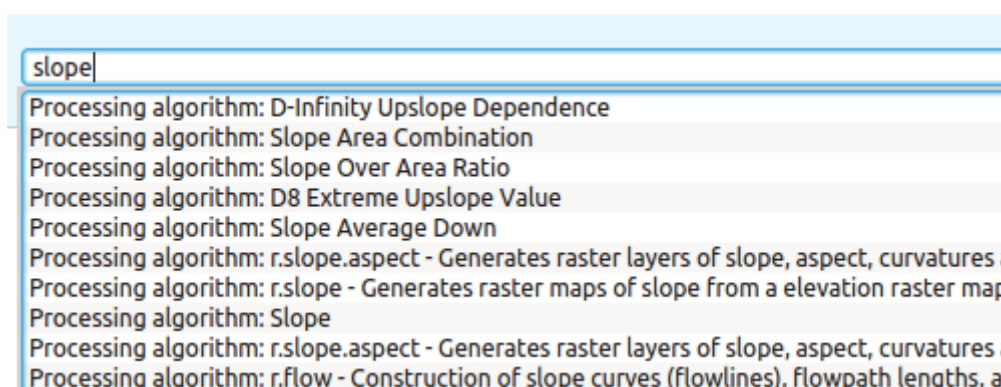 slope
Processing algorithm: D-Infinity Upslope Dependence
Processing algorithm: Slope Area Combination
Processing algorithm: Slope Over Area Ratio
Processing algorithm: D8 Extreme Upslope Value
Processing algorithm: Slope Average Down
Processing algorithm: r.slope.aspect - Generates raster layers of slope, aspect, curvatures
Processing algorithm: r.slope - Generates raster maps of slope from a elevation raster map
Processing algorithm: Slope
Processing algorithm: r.slope.aspect - Generates raster layers of slope, aspect, curvatures
Processing algorithm: r.flow - Construction of slope curves (flowlines), flowpath lengths,